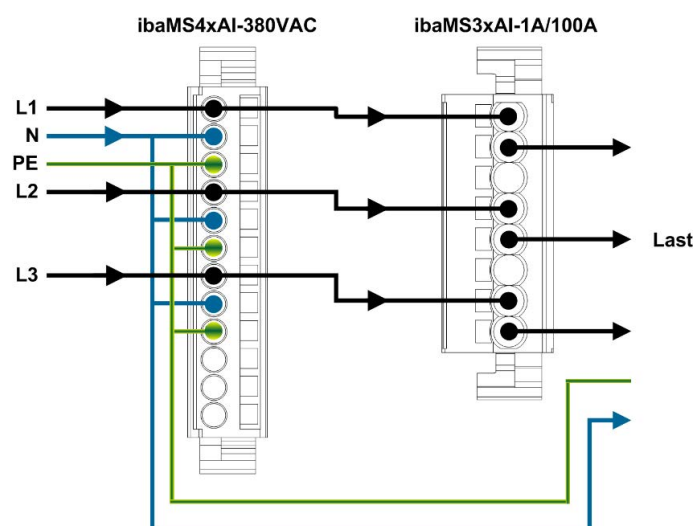 ibaMS4xAI-380VAC
ibaMS3xAI-1A/100A
L1
N
PE
L2
L3
Last